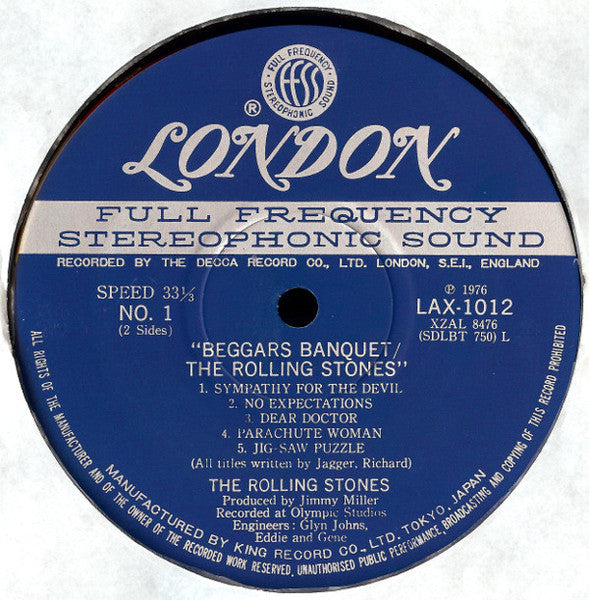 FULL FREQUENCY
ffss
STEREOPHONIC SOUND
®
LONDON
FULL FREQUENCY
STEREOPHONIC SOUND
RECORDED BY THE DECCA RECORD CO., LTD. LONDON, S.E.I., ENGLAND
SPEED 33⅓
NO. 1
(2 Sides)
℗ 1976
LAX-1012
XZAL 8476
(SDLBT 750) L
"BEGGARS BANQUET/
THE ROLLING STONES"
1. SYMPATHY FOR THE DEVIL
2. NO EXPECTATIONS
3. DEAR DOCTOR
4. PARACHUTE WOMAN
5. JIG-SAW PUZZLE
(All titles written by Jagger, Richard)
THE ROLLING STONES
Produced by Jimmy Miller
Recorded at Olympic Studios
Engineers : Glyn Johns,
Eddie and Gene
MANUFACTURED BY KING RECORD CO., LTD. TOKYO, JAPAN
ALL RIGHTS OF THE MANUFACTURER AND OF THE OWNER OF THE RECORDED WORK RESERVED, UNAUTHORISED PUBLIC PERFORMANCE, BROADCASTING AND COPYING OF THIS RECORD PROHIBITED